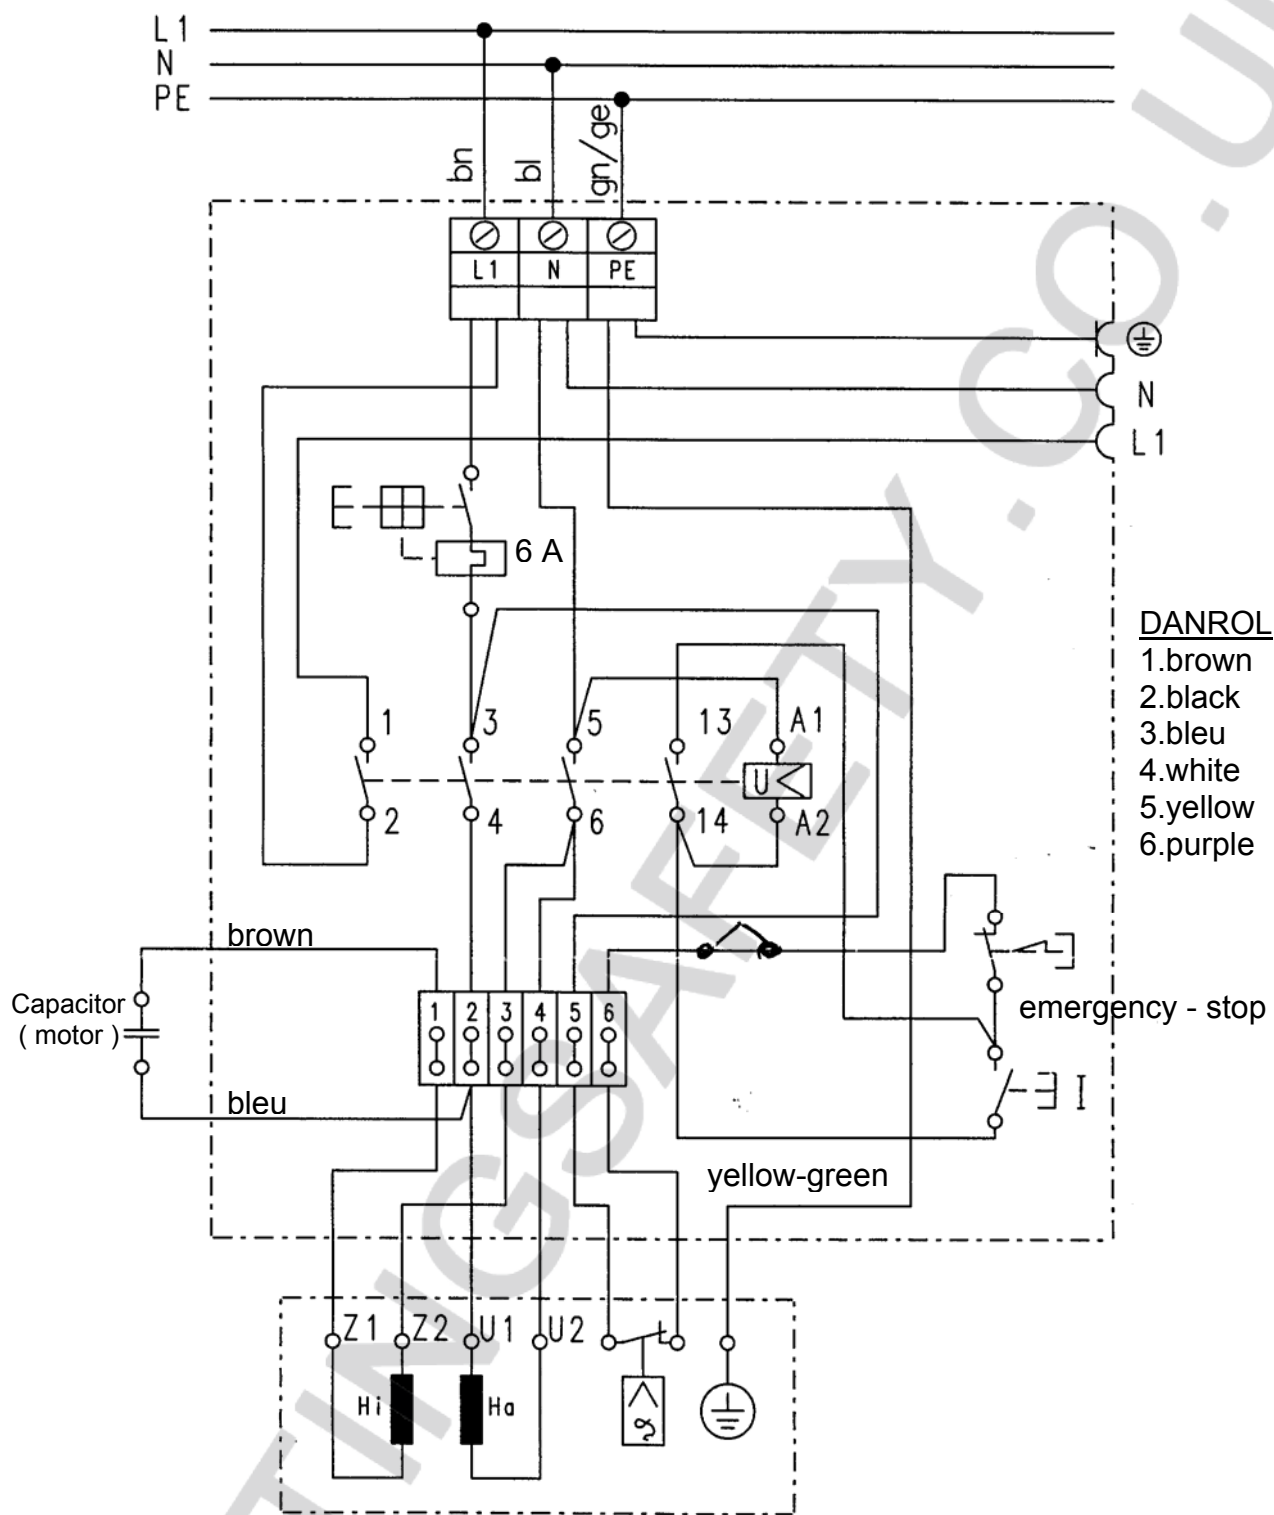 L1
N
PE
bn
bl
gn/ge
L1 N PE
N
L1
6 A
DANROL
1.brown
2.black
3.bleu
4.white
5.yellow
6.purple
1 3 5 13 A1
U
2 4 6 14 A2
brown
Capacitor
( motor )
1 2 3 4 5 6
emergency - stop
bleu
I
yellow-green
Z1 Z2 U1 U2
Hi Ha
TINGSAFETY.CO.U